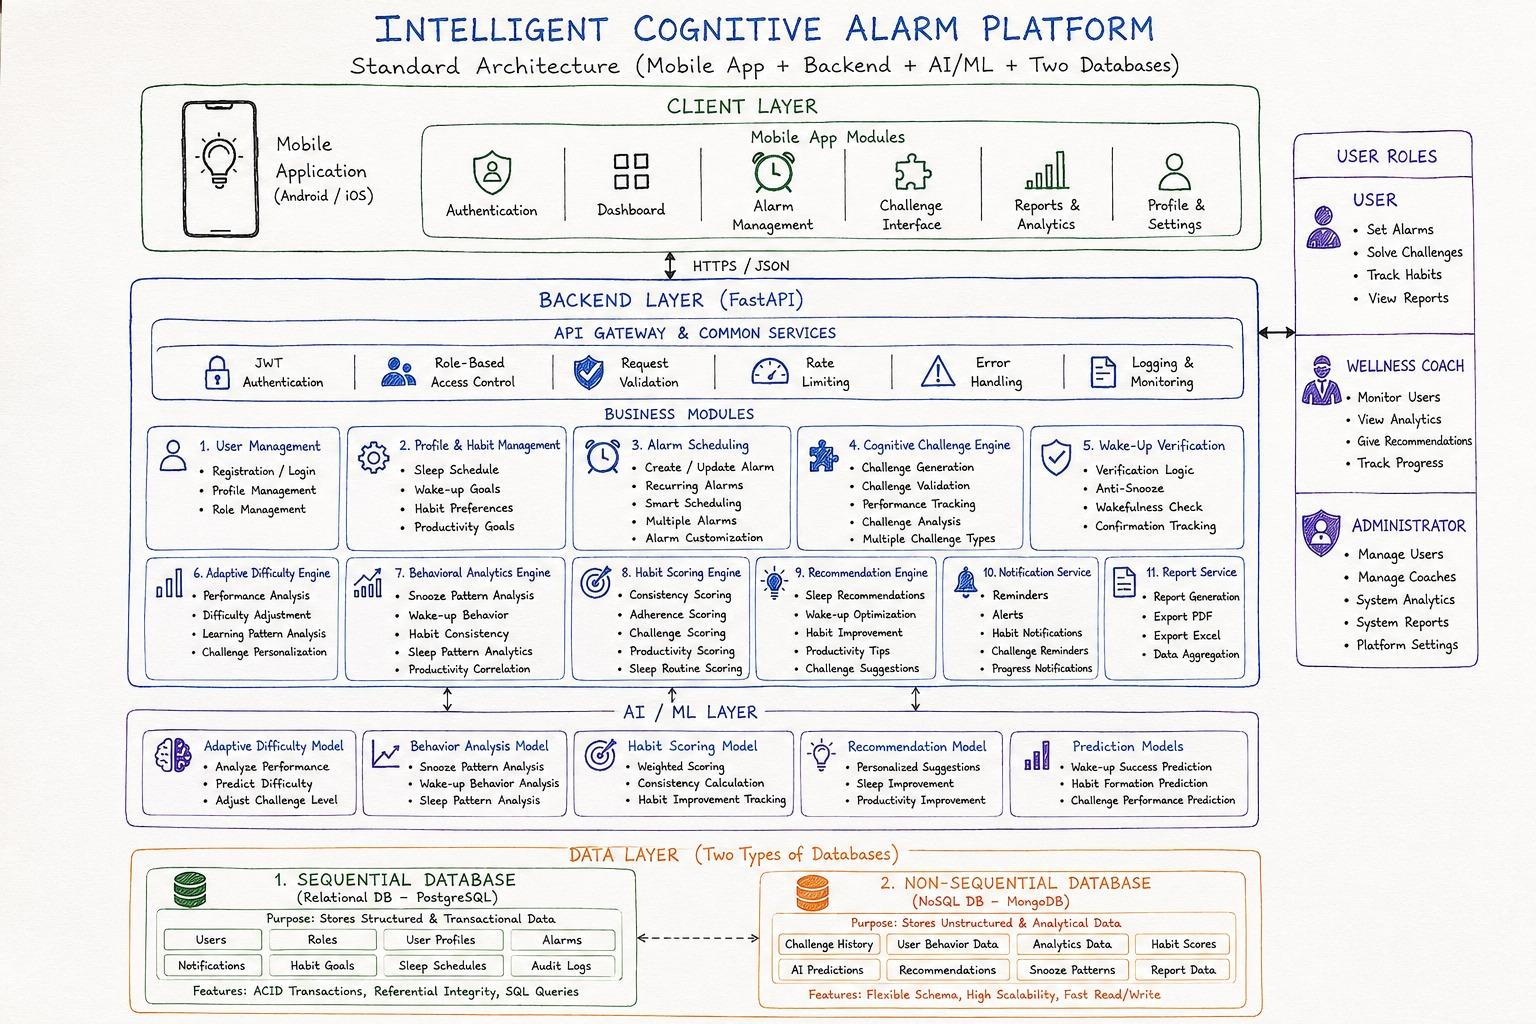 INTELLIGENT COGNITIVE ALARM PLATFORM
Standard Architecture (Mobile App + Backend + AI/ML + Two Databases)
CLIENT LAYER
Mobile
Application
(Android / iOS)
Mobile App Modules
Authentication
Dashboard
Alarm
Management
Challenge
Interface
Reports &
Analytics
Profile &
Settings
HTTPS / JSON
BACKEND LAYER (FastAPI)
API GATEWAY & COMMON SERVICES
JWT
Authentication
Role-Based
Access Control
Request
Validation
Rate
Limiting
Error
Handling
Logging &
Monitoring
BUSINESS MODULES
1. User Management
• Registration / Login
• Profile Management
• Role Management
2. Profile & Habit Management
• Sleep Schedule
• Wake-up Goals
• Habit Preferences
• Productivity Goals
3. Alarm Scheduling
• Create / Update Alarm
• Recurring Alarms
• Smart Scheduling
• Multiple Alarms
• Alarm Customization
4. Cognitive Challenge Engine
• Challenge Generation
• Challenge Validation
• Performance Tracking
• Challenge Analysis
• Multiple Challenge Types
5. Wake-Up Verification
• Verification Logic
• Anti-Snooze
• Wakefulness Check
• Confirmation Tracking
6. Adaptive Difficulty Engine
• Performance Analysis
• Difficulty Adjustment
• Learning Pattern Analysis
• Challenge Personalization
7. Behavioral Analytics Engine
• Snooze Pattern Analysis
• Wake-up Behavior
• Habit Consistency
• Sleep Pattern Analytics
• Productivity Correlation
8. Habit Scoring Engine
• Consistency Scoring
• Adherence Scoring
• Challenge Scoring
• Productivity Scoring
• Sleep Routine Scoring
9. Recommendation Engine
• Sleep Recommendations
• Wake-up Optimization
• Habit Improvement
• Productivity Tips
• Challenge Suggestions
10. Notification Service
• Reminders
• Alerts
• Habit Notifications
• Challenge Reminders
• Progress Notifications
11. Report Service
• Report Generation
• Export PDF
• Export Excel
• Data Aggregation
AI / ML LAYER
Adaptive Difficulty Model
• Analyze Performance
• Predict Difficulty
• Adjust Challenge Level
Behavior Analysis Model
• Snooze Pattern Analysis
• Wake-up Behavior Analysis
• Sleep Pattern Analysis
Habit Scoring Model
• Weighted Scoring
• Consistency Calculation
• Habit Improvement Tracking
Recommendation Model
• Personalized Suggestions
• Sleep Improvement
• Productivity Improvement
Prediction Models
• Wake-up Success Prediction
• Habit Formation Prediction
• Challenge Performance Prediction
DATA LAYER (Two Types of Databases)
1. SEQUENTIAL DATABASE
(Relational DB – PostgreSQL)
Purpose: Stores Structured & Transactional Data
Users
Roles
User Profiles
Alarms
Notifications
Habit Goals
Sleep Schedules
Audit Logs
Features: ACID Transactions, Referential Integrity, SQL Queries
2. NON-SEQUENTIAL DATABASE
(NoSQL DB – MongoDB)
Purpose: Stores Unstructured & Analytical Data
Challenge History
User Behavior Data
Analytics Data
Habit Scores
AI Predictions
Recommendations
Snooze Patterns
Report Data
Features: Flexible Schema, High Scalability, Fast Read/Write
USER ROLES
USER
• Set Alarms
• Solve Challenges
• Track Habits
• View Reports
WELLNESS COACH
• Monitor Users
• View Analytics
• Give Recommendations
• Track Progress
ADMINISTRATOR
• Manage Users
• Manage Coaches
• System Analytics
• System Reports
• Platform Settings